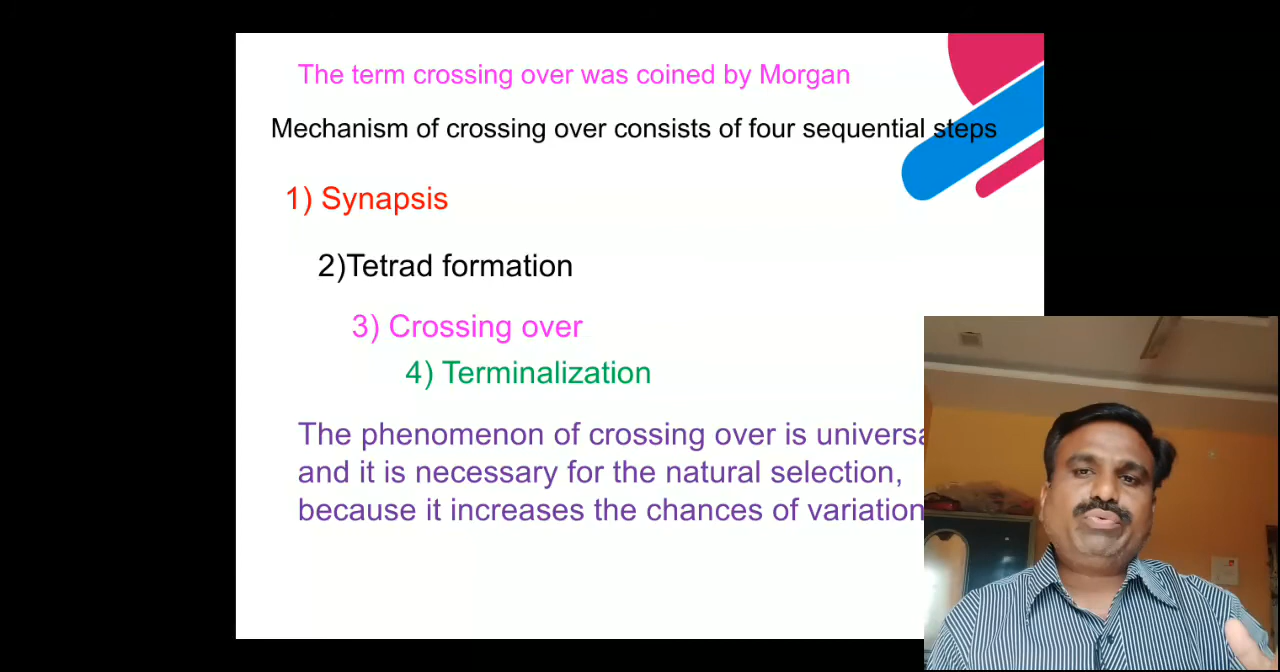 The term crossing over was coined by Morgan
Mechanism of crossing over consists of four sequential steps
1) Synapsis
2)Tetrad formation
3) Crossing over
4) Terminalization
The phenomenon of crossing over is universa
and it is necessary for the natural selection,
because it increases the chances of variation